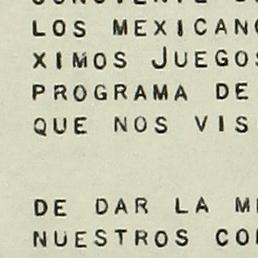 LOS MEXICAN
XIMOS JUEGOS
PROGRAMA DE
QUE NOS VIS
DE DAR LA M
NUESTROS CO